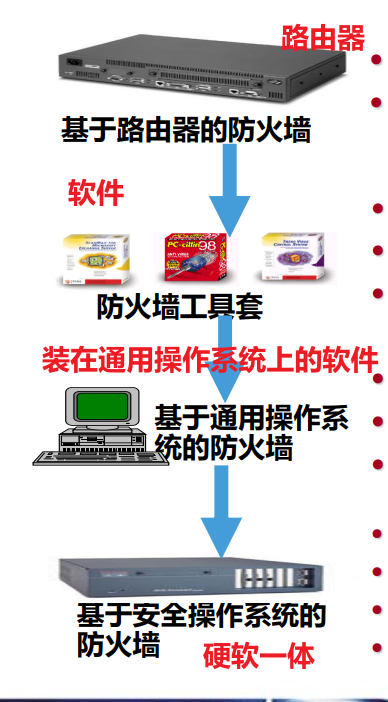 路由器
基于路由器的防火墙
软件
PC-cillin 98
防火墙工具套
装在通用操作系统上的软件
基于通用操作系
统的防火墙
基于安全操作系统的
防火墙
硬软一体